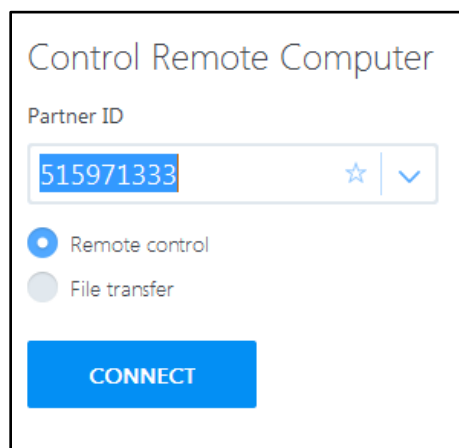 Control Remote Computer
Partner ID
515971333
Remote control
File transfer
CONNECT